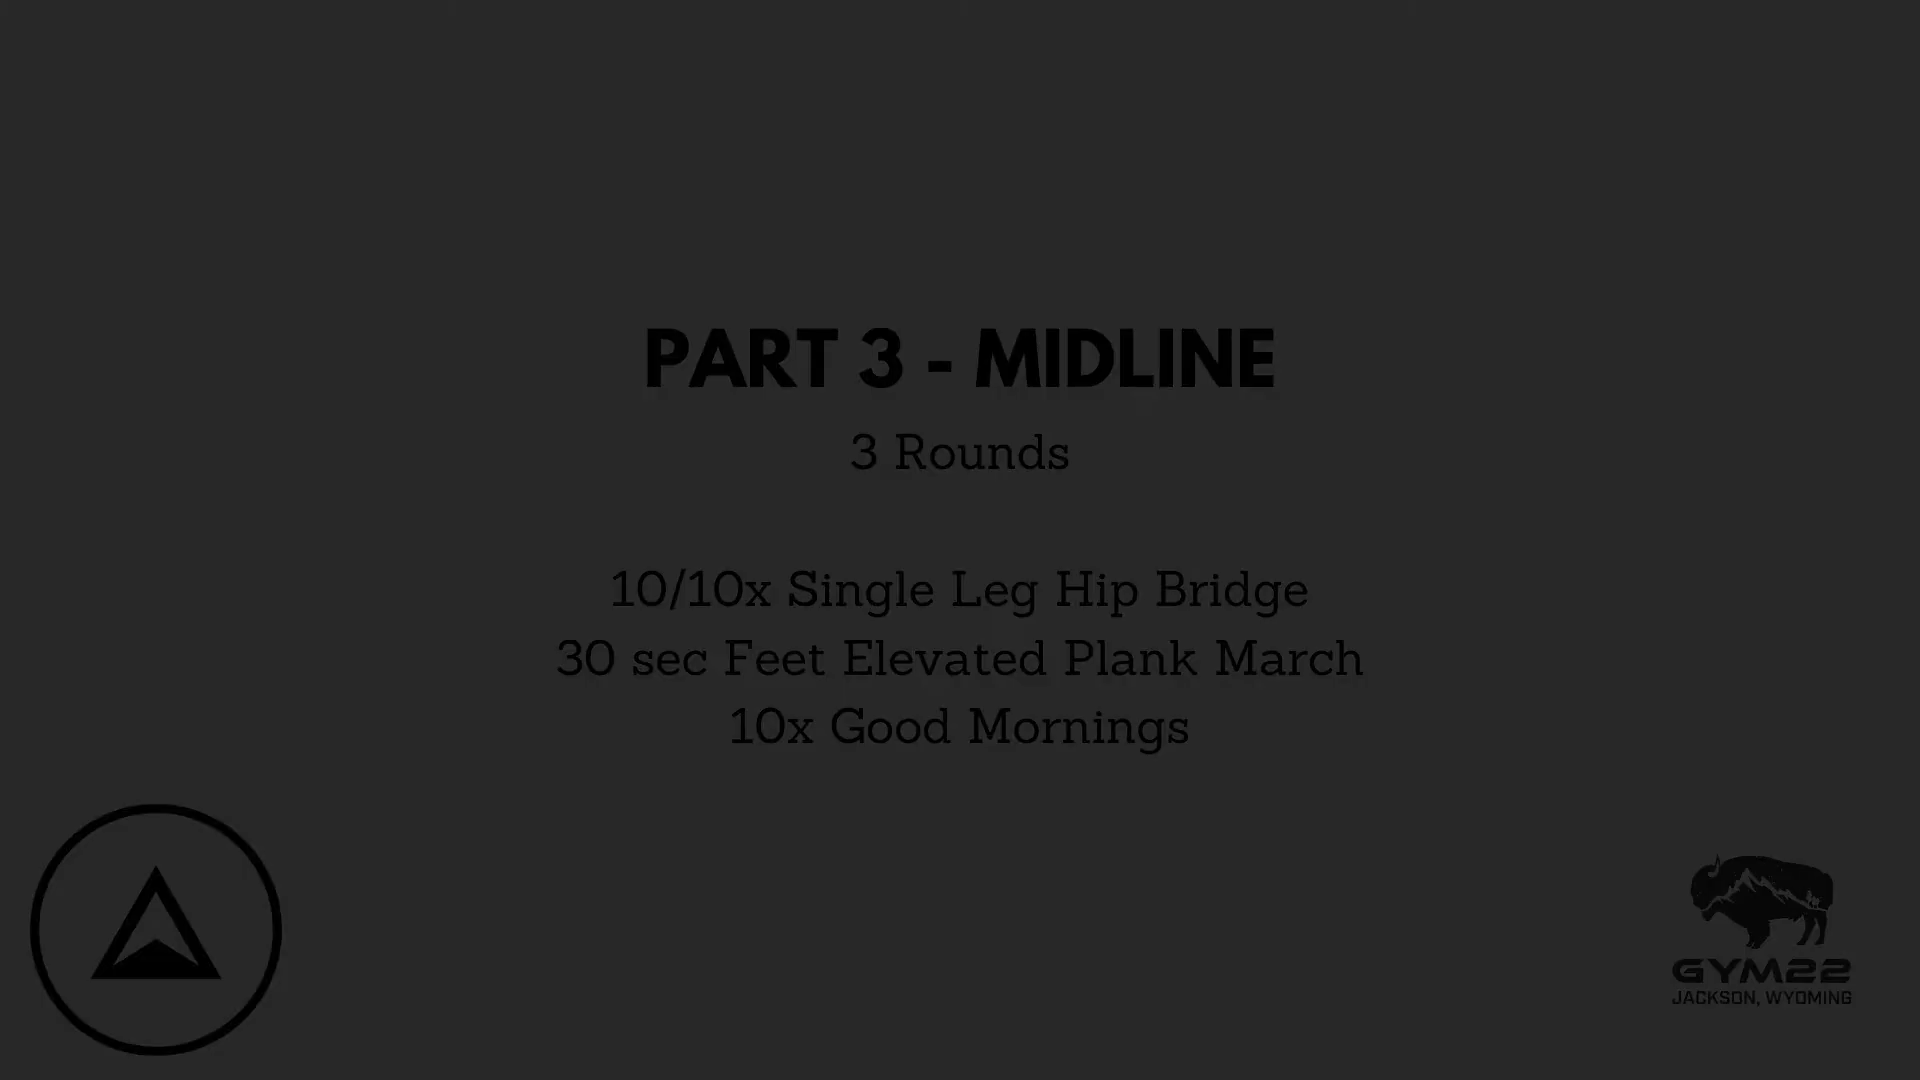 PART 3 - MIDLINE
3 Rounds
10/10x Single Leg Hip Bridge
30 sec Feet Elevated Plank March
10x Good Mornings
GYM22
JACKSON, WYOMING